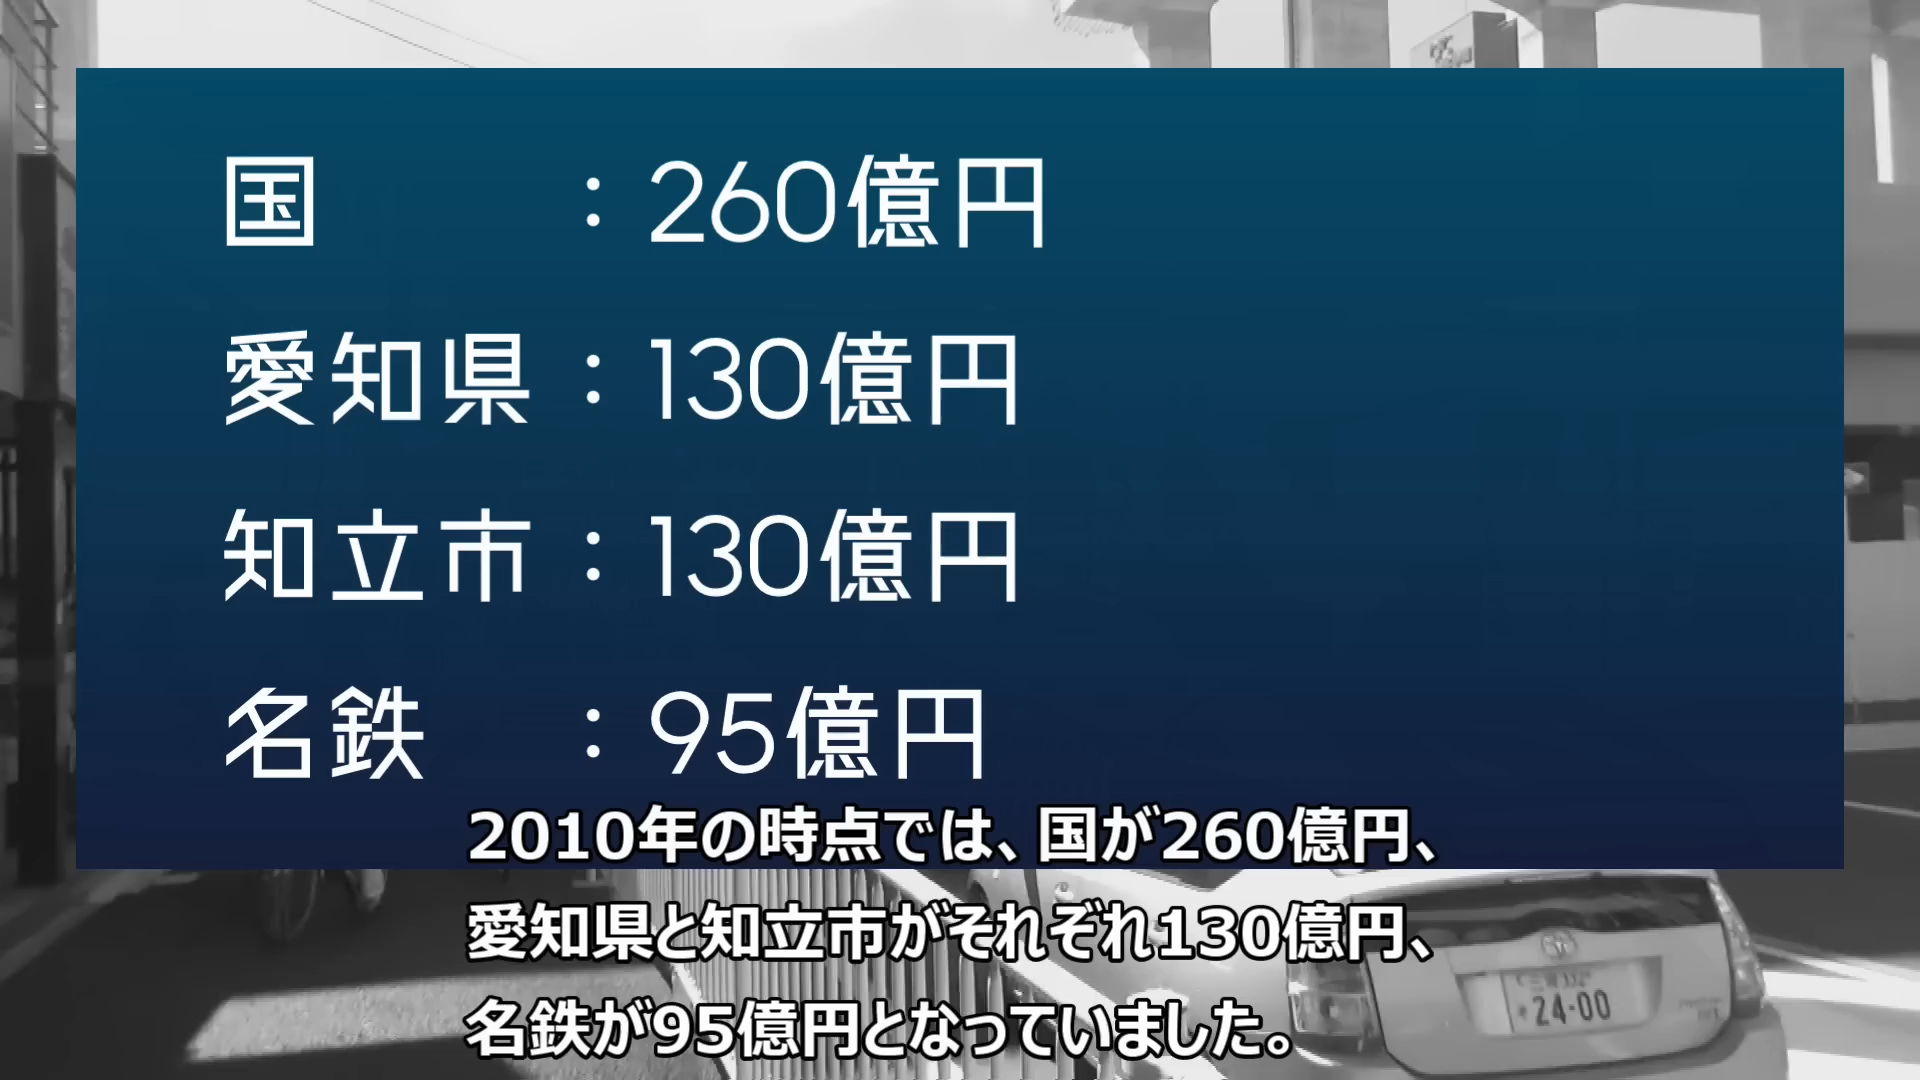 国 : 260億円
愛知県 : 130億円
知立市 : 130億円
名鉄 : 95億円
2010年の時点では、国が260億円、
愛知県と知立市がそれぞれ130億円、
名鉄が95億円となっていました。
24-00